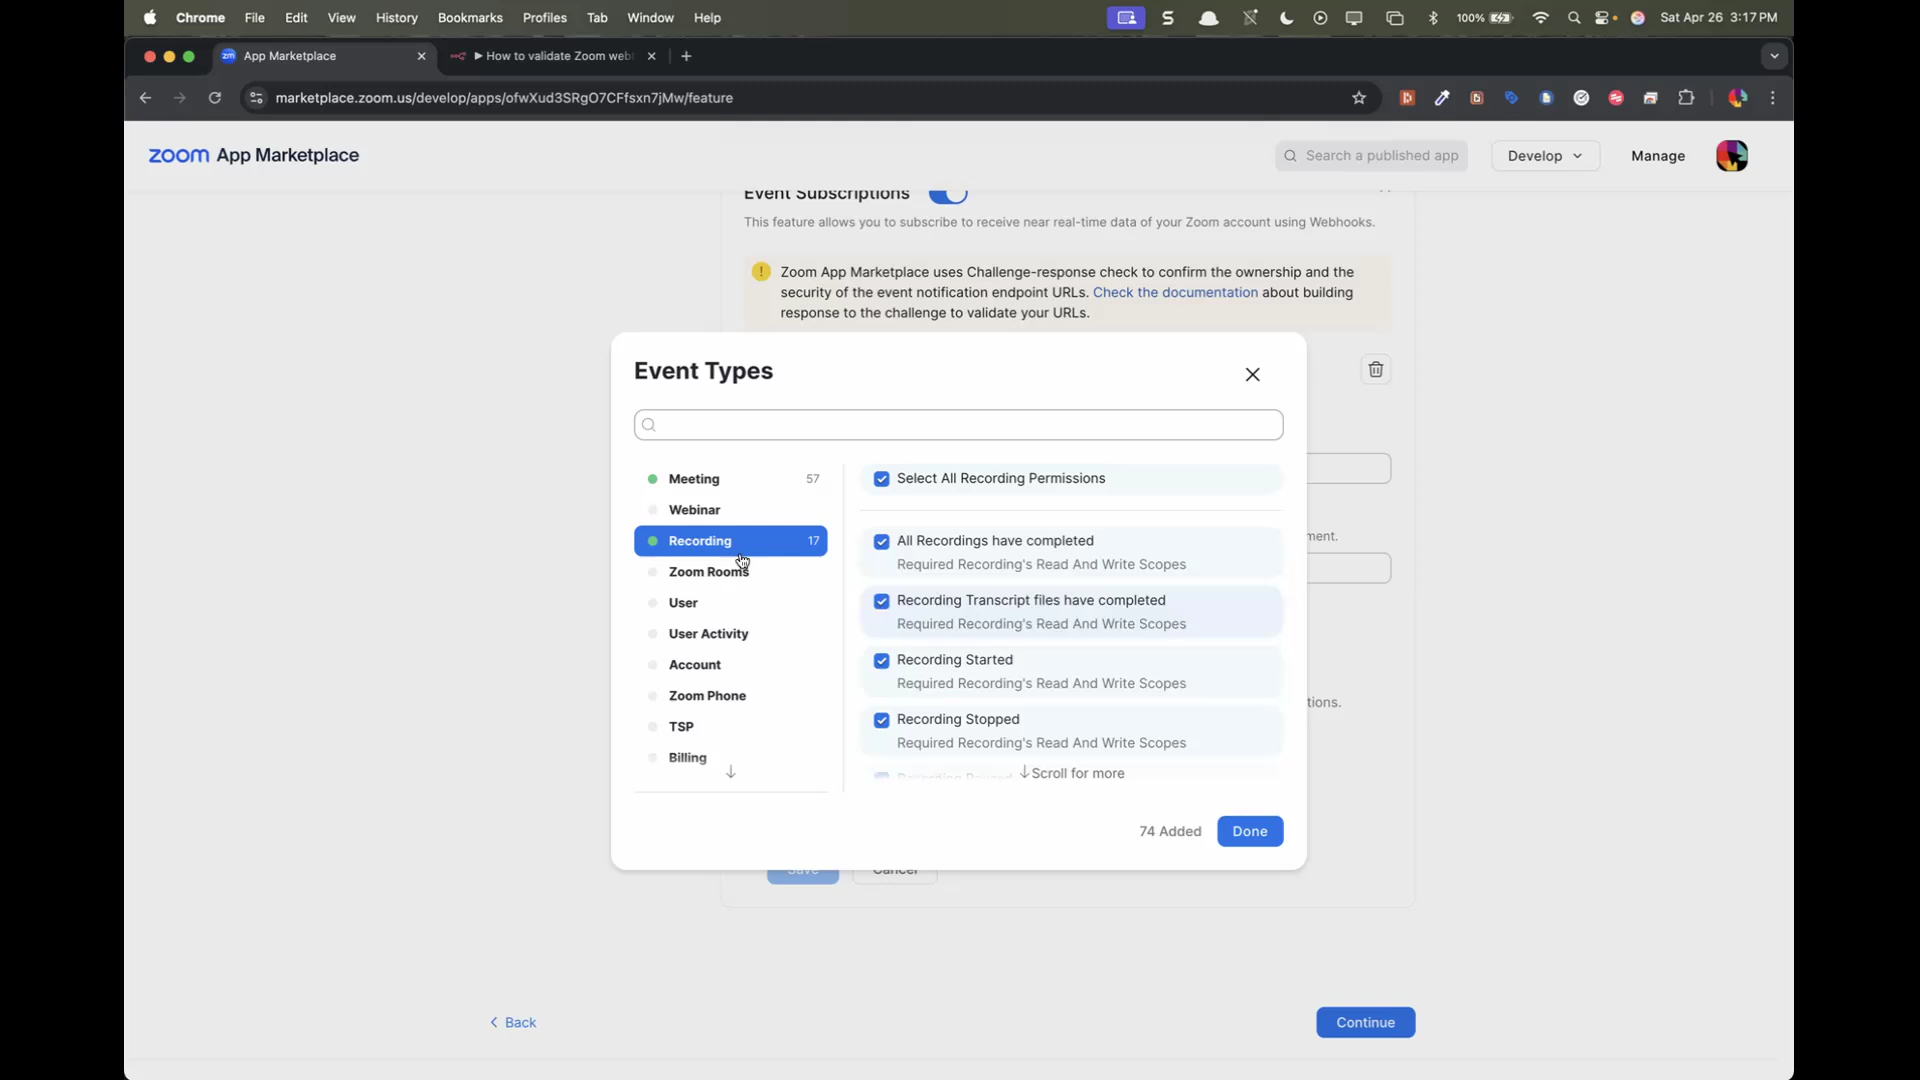 Chrome File Edit View History Bookmarks Profiles Tab Window Help 100% Sat Apr 26 3:17 PM
App Marketplace
How to validate Zoom web
marketplace.zoom.us/develop/apps/ofwXud3SRgO7CFfsxn7jMw/feature
zoom App Marketplace
Search a published app
Develop
Manage
Event Subscriptions
This feature allows you to subscribe to receive near real-time data of your Zoom account using Webhooks.
Zoom App Marketplace uses Challenge-response check to confirm the ownership and the
security of the event notification endpoint URLs. Check the documentation about building
response to the challenge to validate your URLs.
Event Types
Meeting 57
Webinar
Recording 17
Zoom Rooms
User
User Activity
Account
Zoom Phone
TSP
Billing
Select All Recording Permissions
All Recordings have completed
Required Recording's Read And Write Scopes
Recording Transcript files have completed
Required Recording's Read And Write Scopes
Recording Started
Required Recording's Read And Write Scopes
Recording Stopped
Required Recording's Read And Write Scopes
Scroll for more
ment.
tions.
74 Added
Done
Save
Cancel
Back
Continue